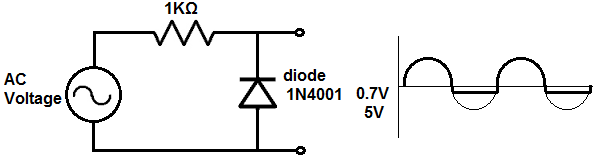 1KΩ
AC
Voltage
diode
1N4001
0.7V
5V